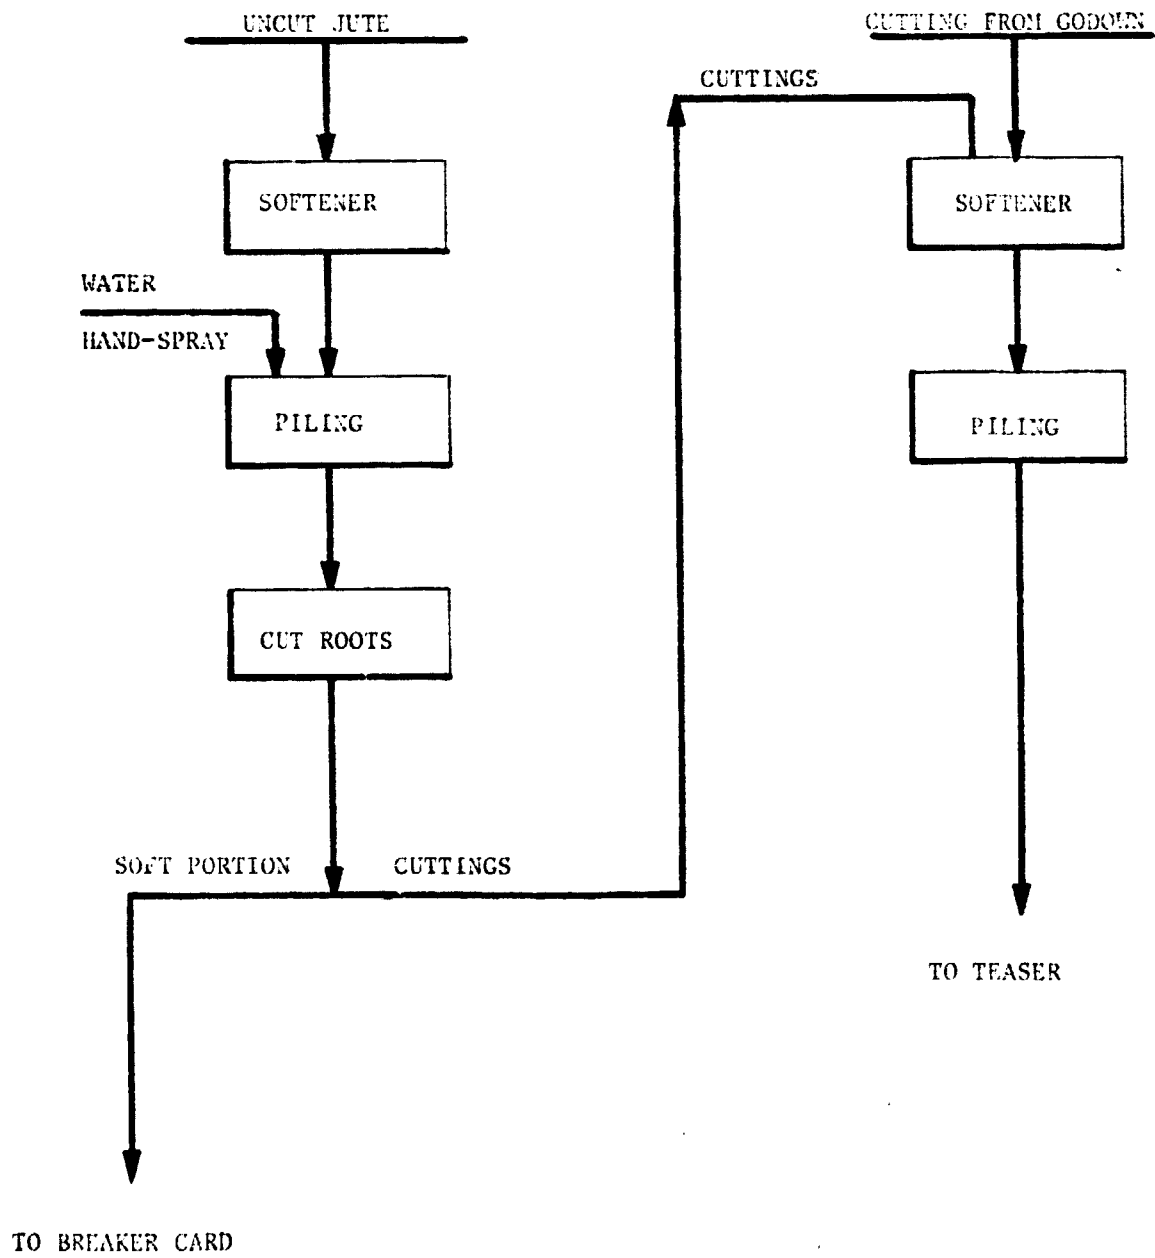 UNCUT JUTE
CUTTING FROM GODOWN
CUTTINGS
SOFTENER
SOFTENER
WATER
HAND-SPRAY
PILING
PILING
CUT ROOTS
SOFT PORTION
CUTTINGS
TO TEASER
TO BREAKER CARD